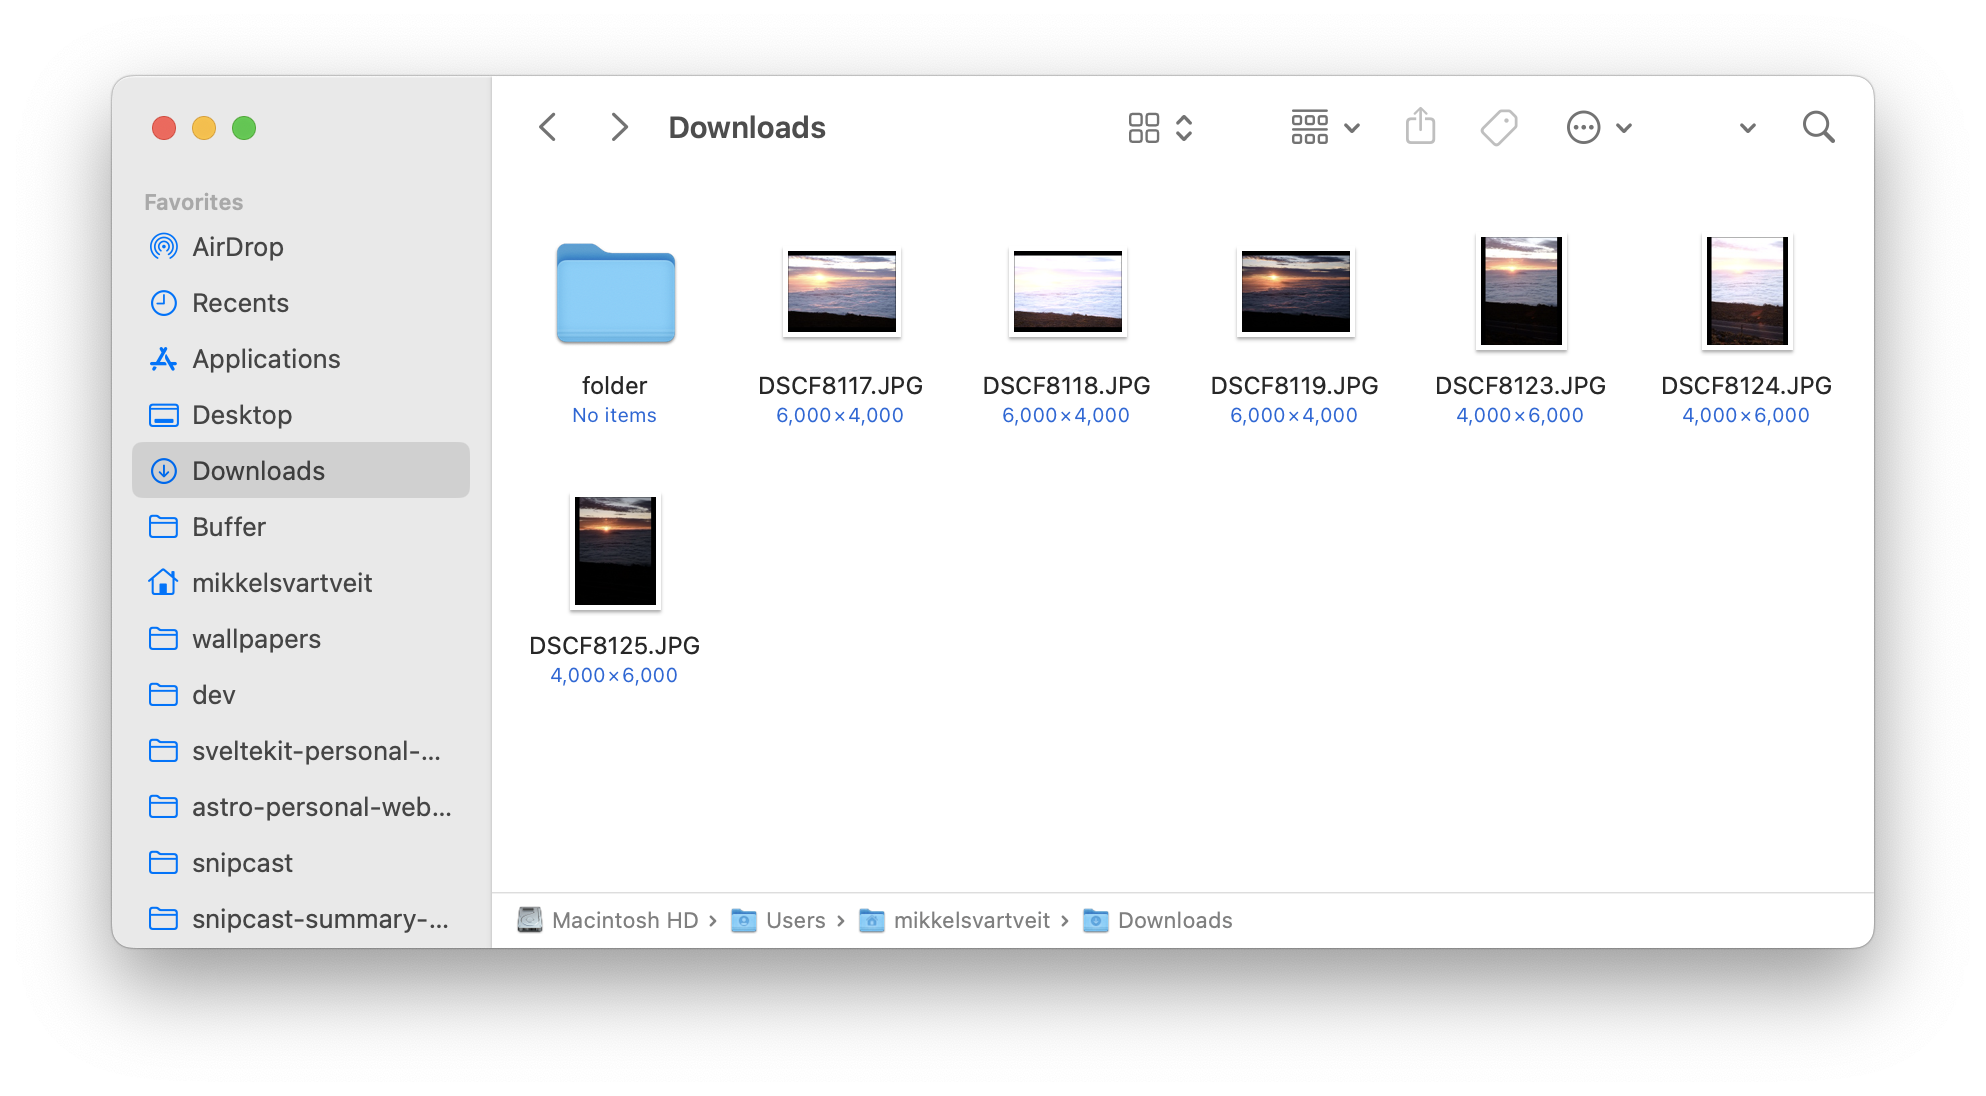 Downloads
Favorites
AirDrop
Recents
Applications
Desktop
Downloads
Buffer
mikkelsvartveit
wallpapers
dev
sveltekit-personal-...
astro-personal-web...
snipcast
snipcast-summary-...
folder
No items
DSCF8117.JPG
6,000×4,000
DSCF8118.JPG
6,000×4,000
DSCF8119.JPG
6,000×4,000
DSCF8123.JPG
4,000×6,000
DSCF8124.JPG
4,000×6,000
DSCF8125.JPG
4,000×6,000
Macintosh HD › Users › mikkelsvartveit › Downloads